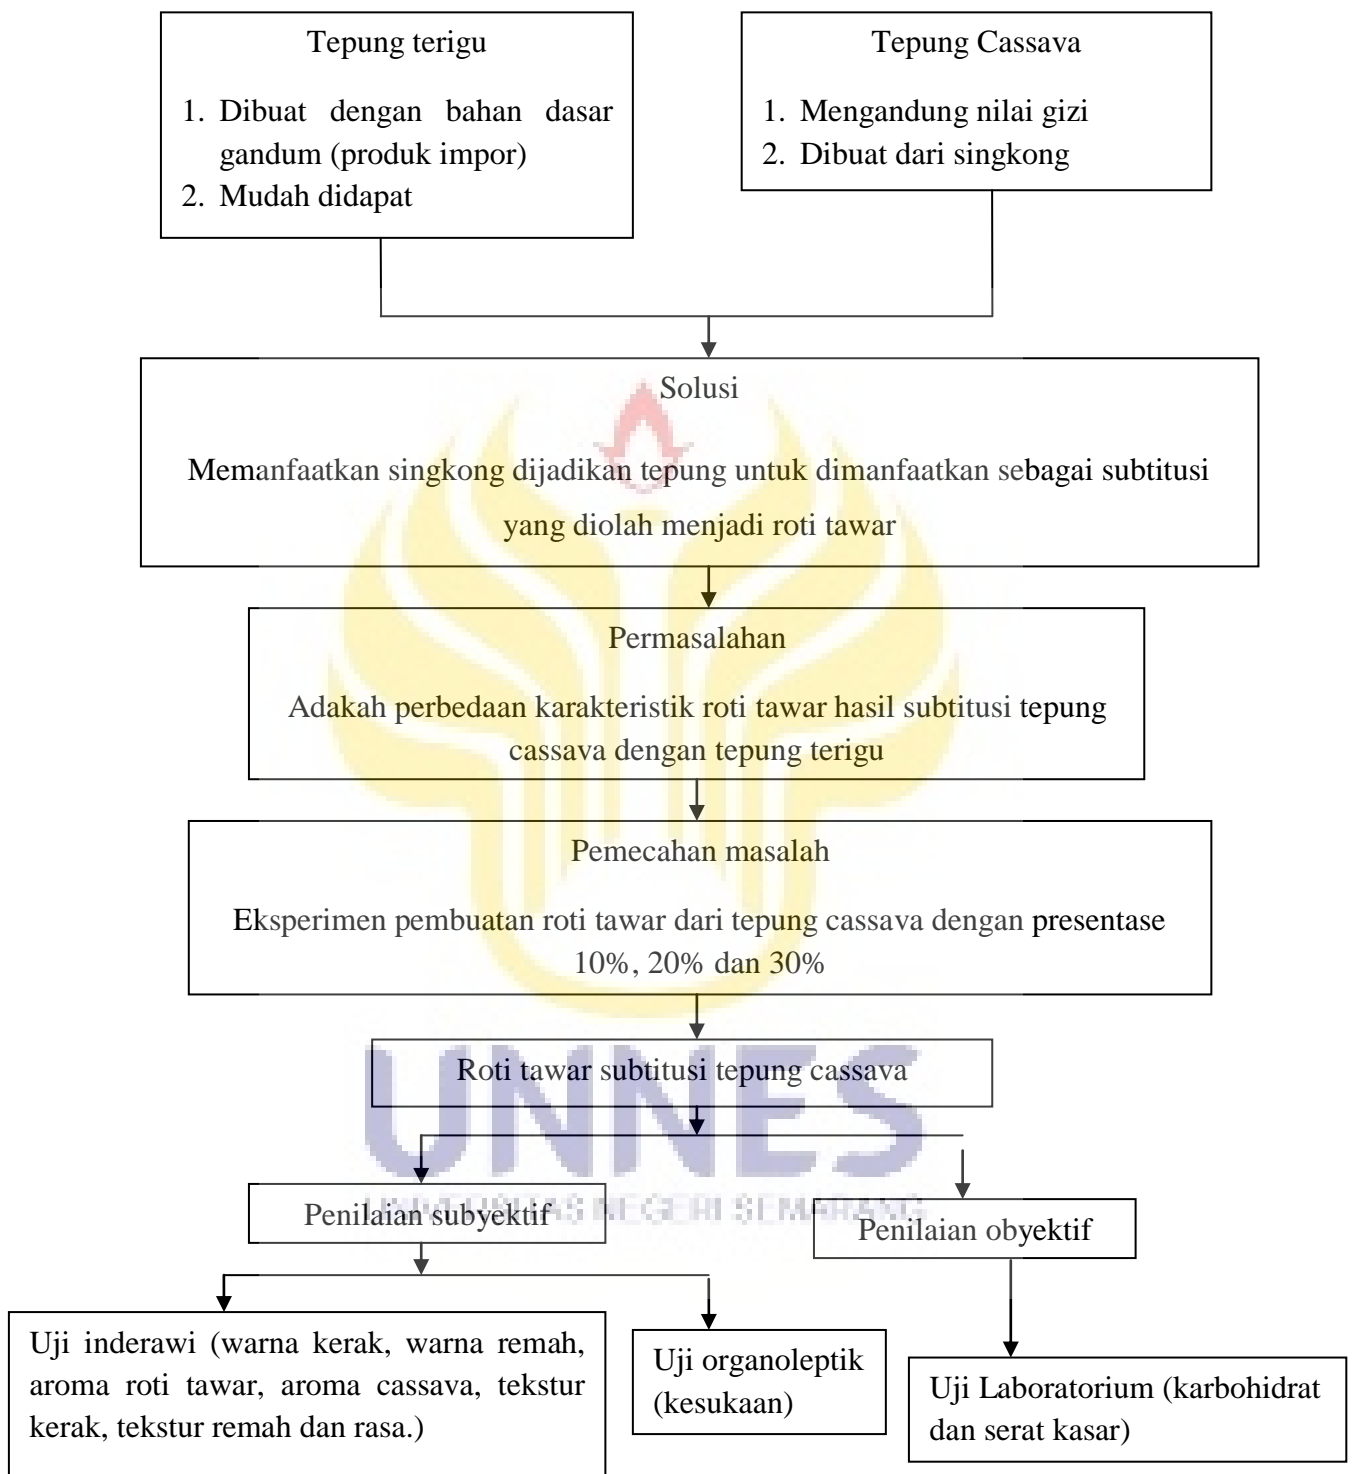 Tepung terigu
1. Dibuat dengan bahan dasar
gandum (produk impor)
2. Mudah didapat
Tepung Cassava
1. Mengandung nilai gizi
2. Dibuat dari singkong
Solusi
Memanfaatkan singkong dijadikan tepung untuk dimanfaatkan sebagai subtitusi
yang diolah menjadi roti tawar
Permasalahan
Adakah perbedaan karakteristik roti tawar hasil subtitusi tepung
cassava dengan tepung terigu
Pemecahan masalah
Eksperimen pembuatan roti tawar dari tepung cassava dengan presentase
10%, 20% dan 30%
UNNES
Roti tawar subtitusi tepung cassava
UNIVERSITAS NEGERI SEMARANG
Penilaian subyektif
Penilaian obyektif
Uji inderawi (warna kerak, warna remah,
aroma roti tawar, aroma cassava, tekstur
kerak, tekstur remah dan rasa.)
Uji organoleptik
(kesukaan)
Uji Laboratorium (karbohidrat
dan serat kasar)